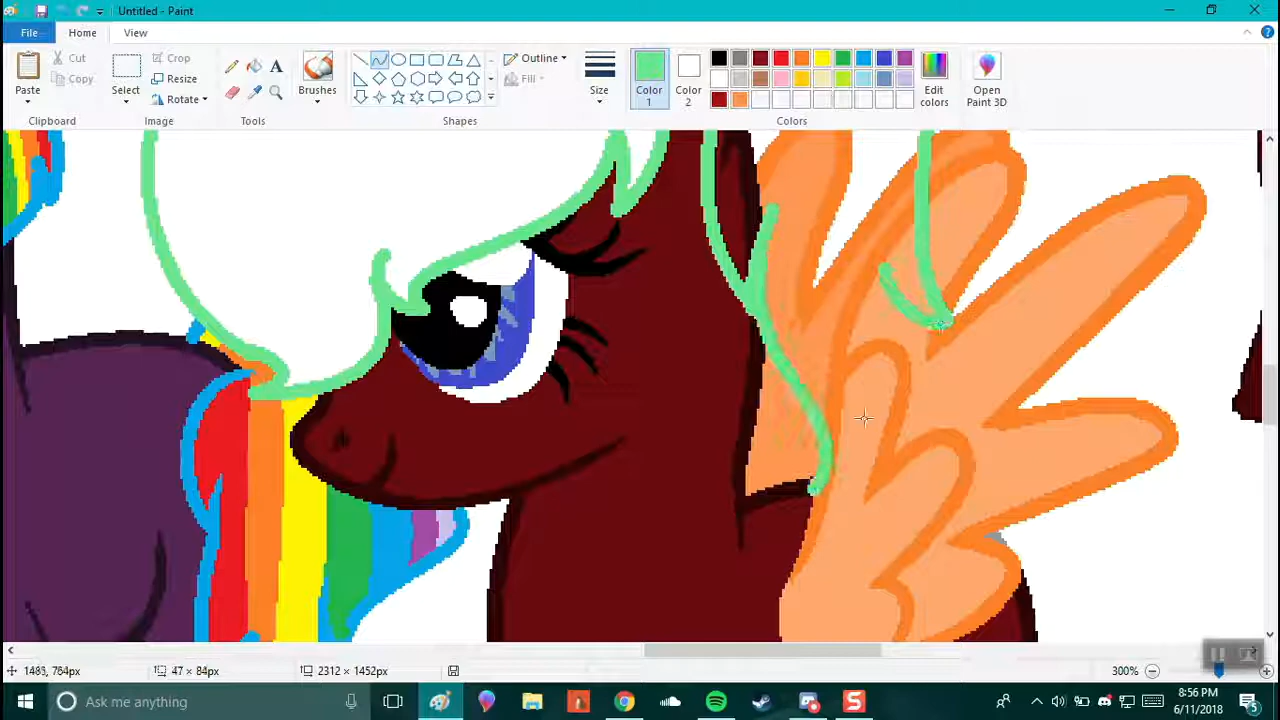 Untitled - Paint
File Home View
Paste
Cut
Copy
Clipboard
Select
Crop
Resize
Rotate
Image
A
Tools
Brushes
Outline
Fill
Shapes
Size
Color
1
Color
2
Edit
colors
Colors
Open
Paint 3D
1483, 764px 47 × 84px 2312 × 1452px 300%
Ask me anything
S
8:56 PM
6/11/2018
5